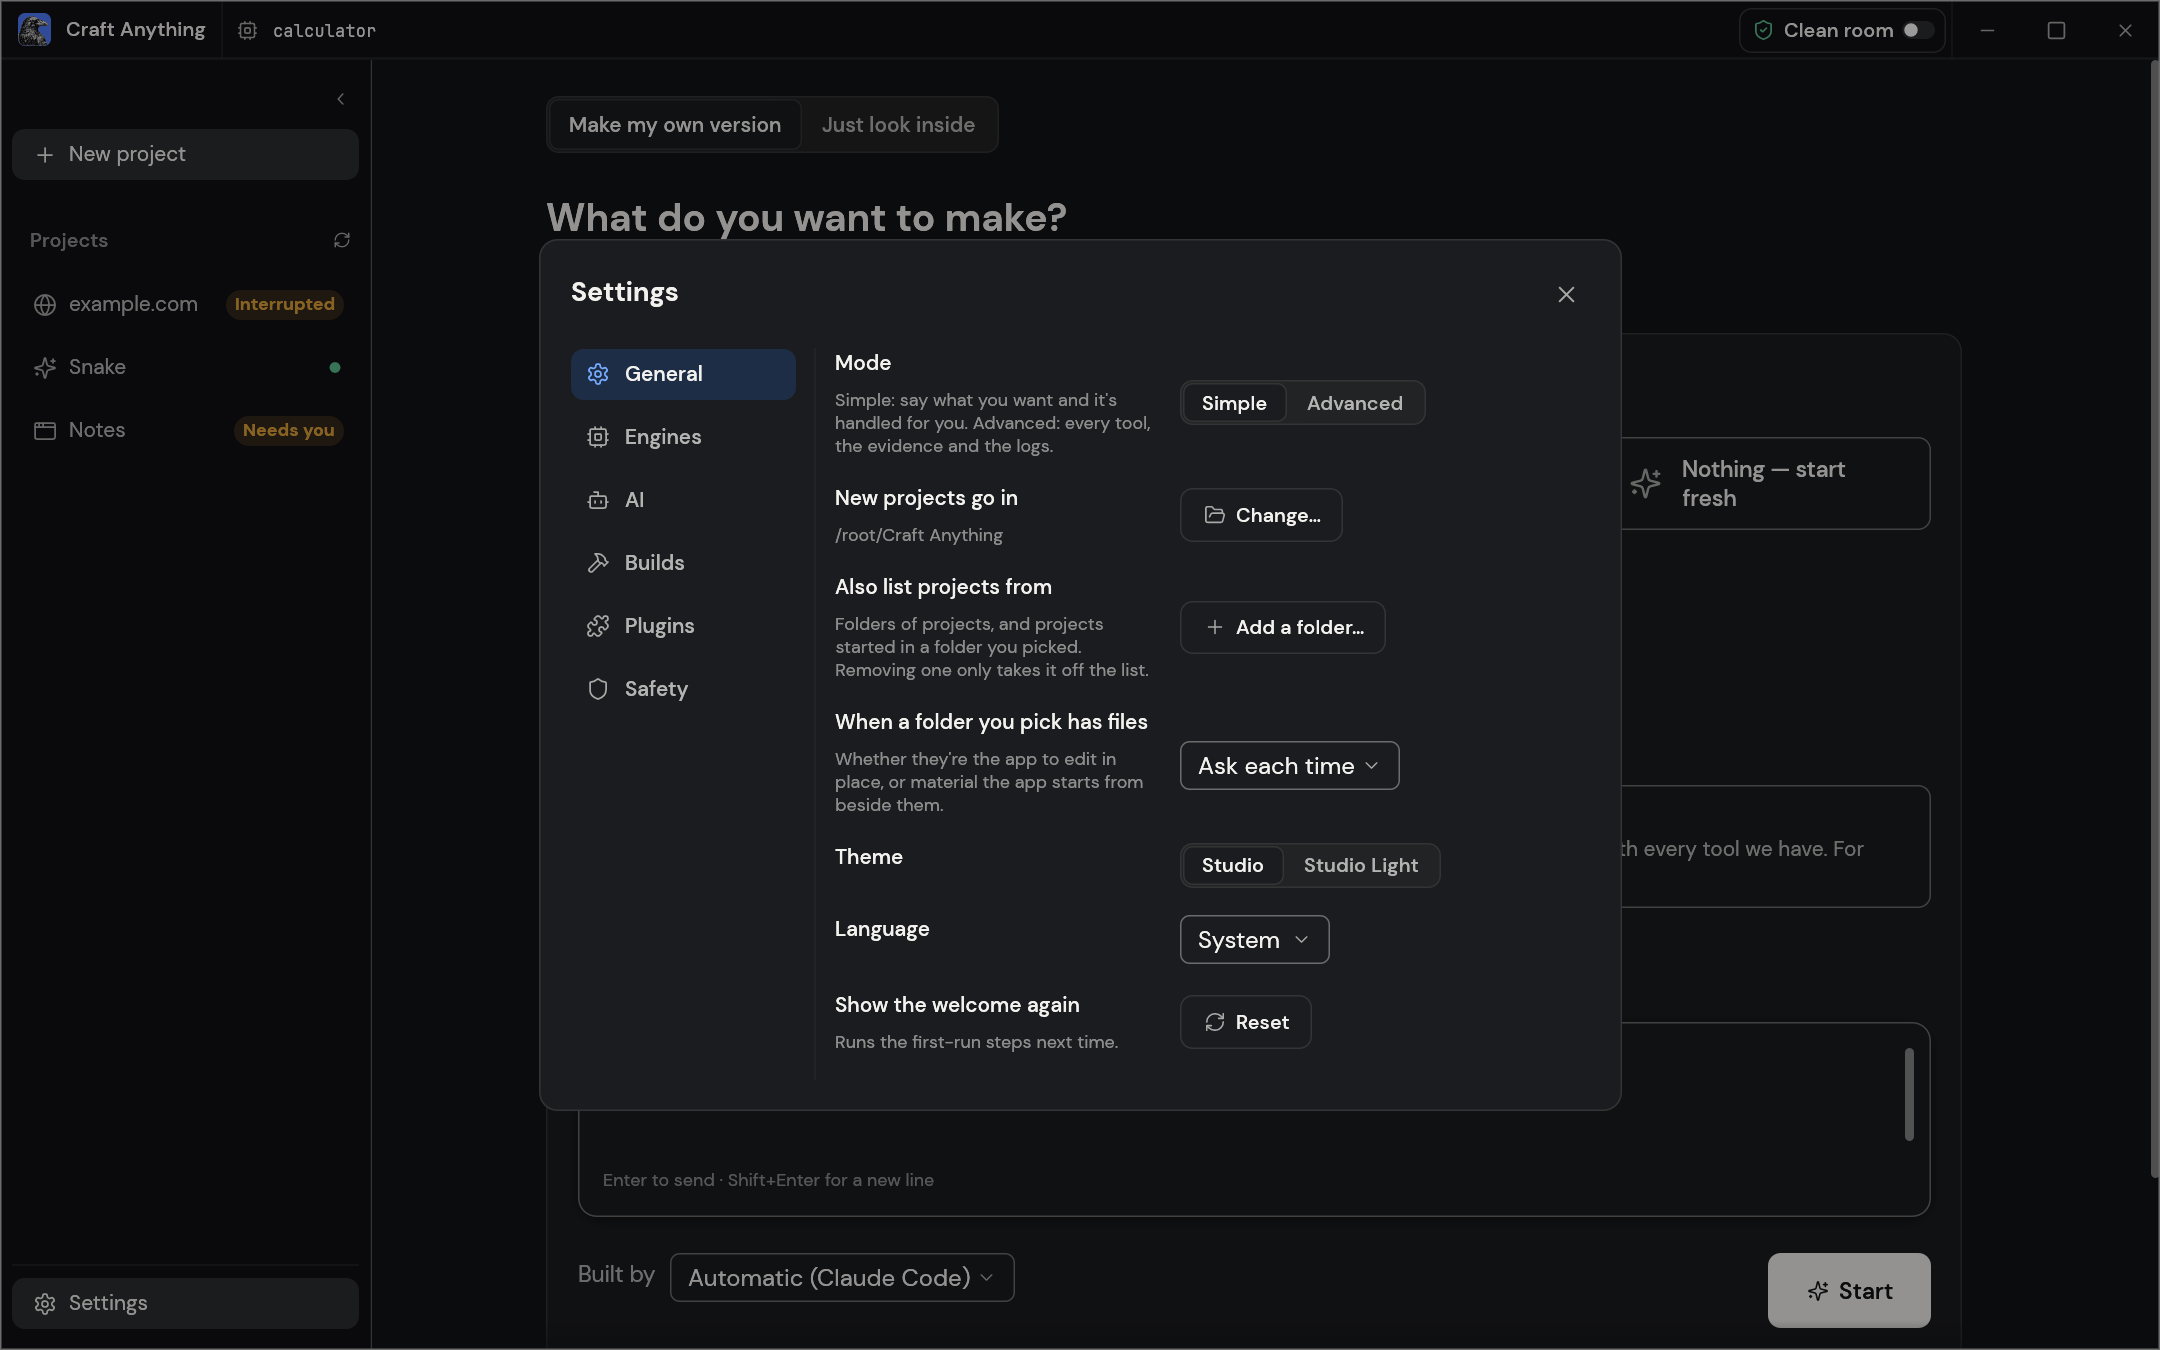 Craft Anything
calculator
Clean room
New project
Projects
example.com
Interrupted
Snake
Notes
Needs you
Settings
Make my own version
Just look inside
What do you want to make?
Nothing — start
fresh
th every tool we have. For
Enter to send · Shift+Enter for a new line
Built by
Automatic (Claude Code)
Start
Settings
General
Engines
AI
Builds
Plugins
Safety
Mode
Simple: say what you want and it's
handled for you. Advanced: every tool,
the evidence and the logs.
Simple
Advanced
New projects go in
/root/Craft Anything
Change...
Also list projects from
Folders of projects, and projects
started in a folder you picked.
Removing one only takes it off the list.
Add a folder...
When a folder you pick has files
Whether they're the app to edit in
place, or material the app starts from
beside them.
Ask each time
Theme
Studio
Studio Light
Language
System
Show the welcome again
Runs the first-run steps next time.
Reset